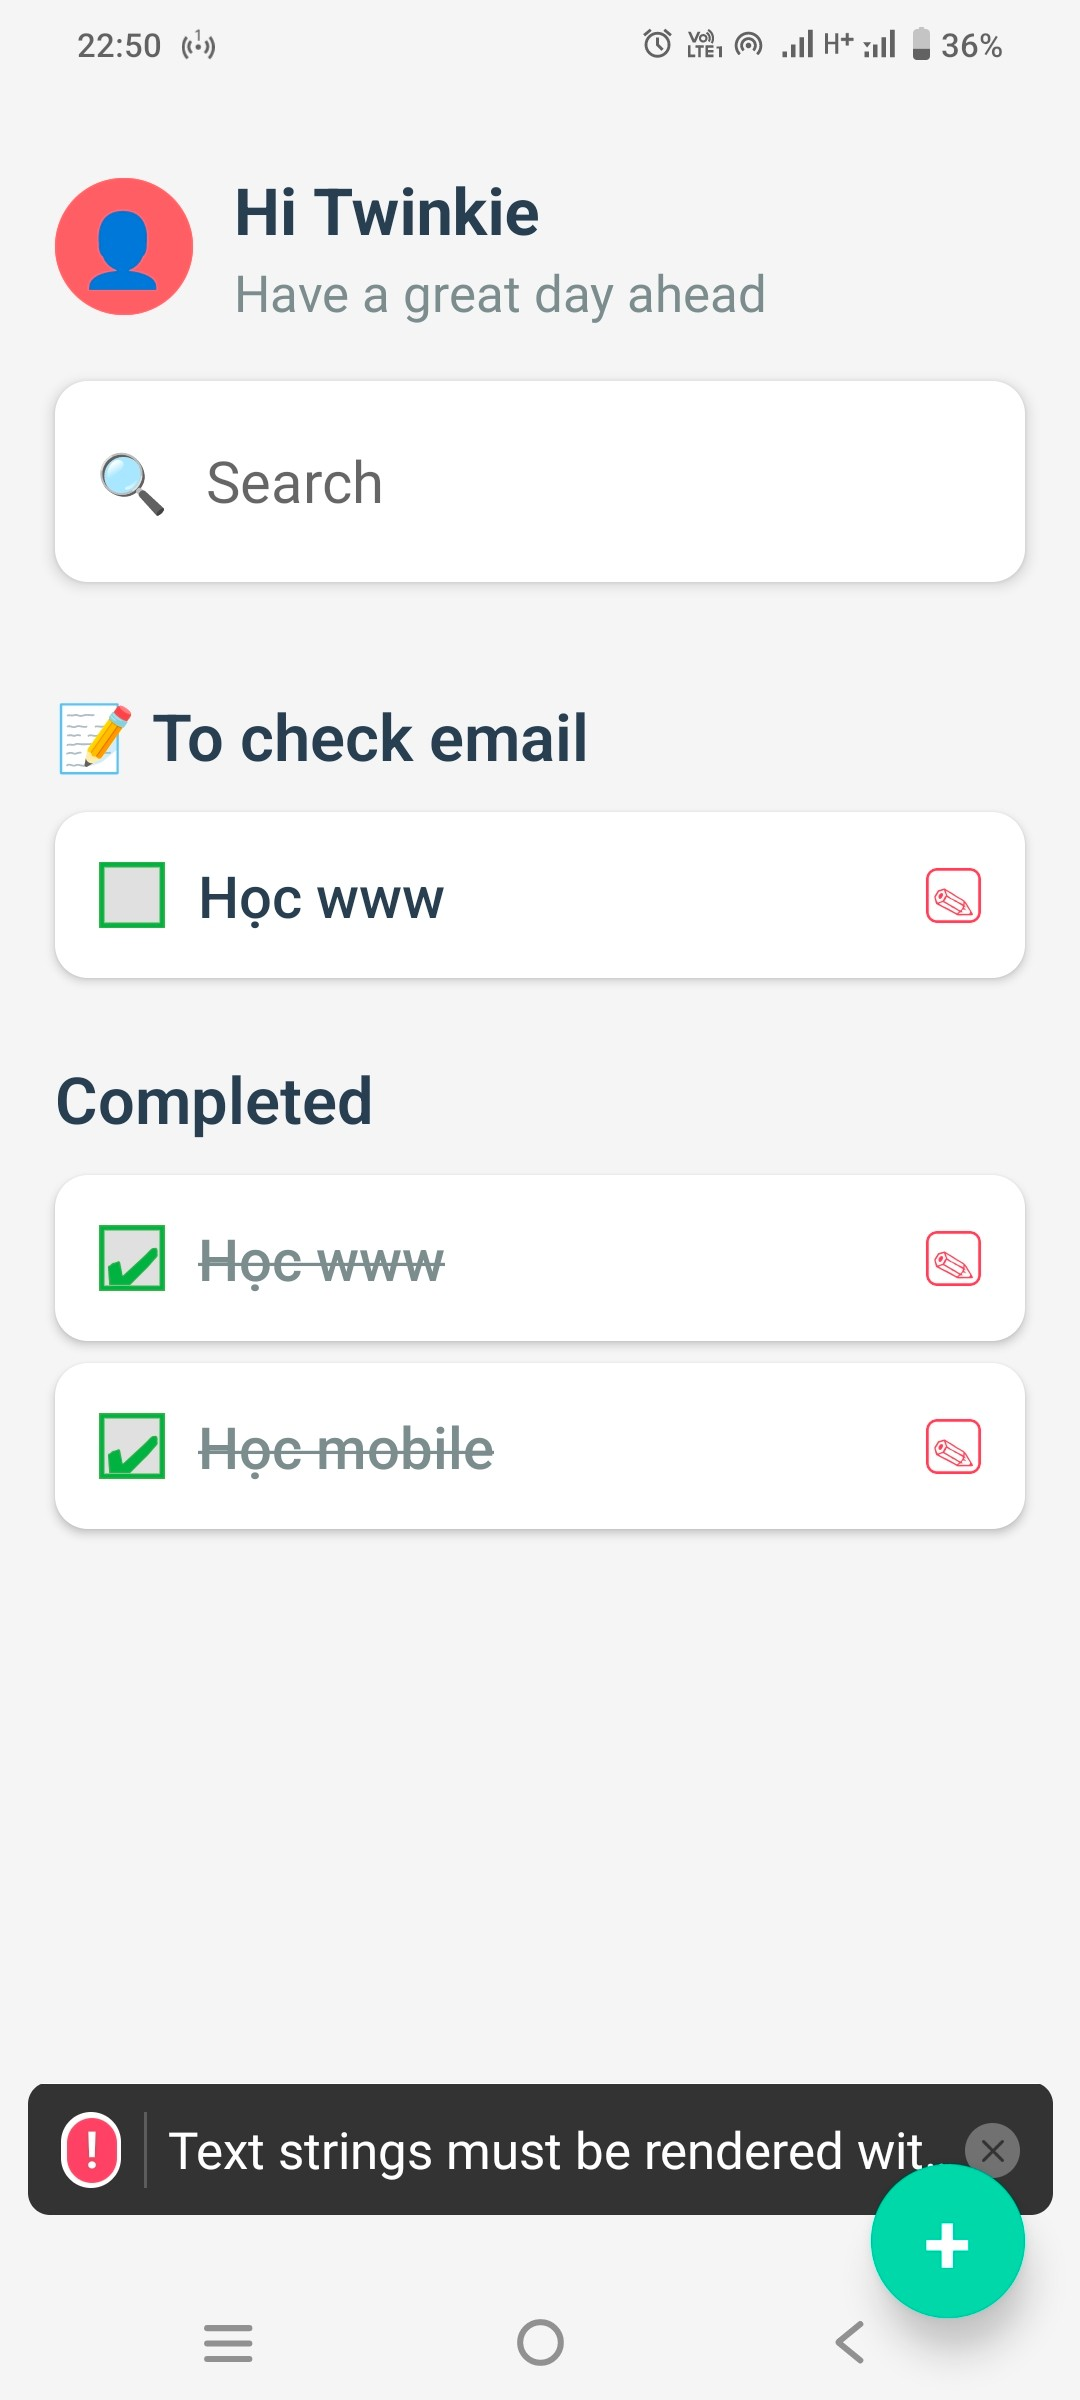 22:50 1 Vo) LTE1 H+ 36%
Hi Twinkie
Have a great day ahead
Search
To check email
Học www
Completed
Học www
Học mobile
! Text strings must be rendered wit...
+